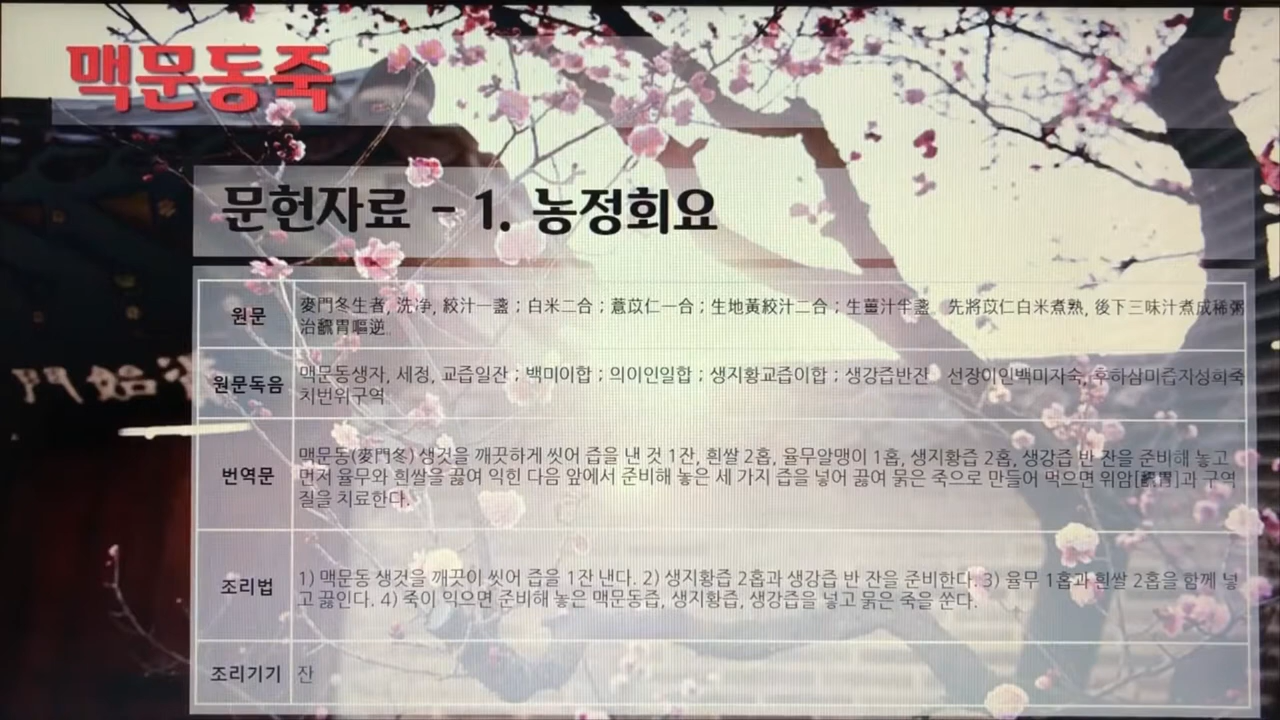 맥문동죽
문헌자료 - 1. 농정회요
원문
麥門冬生者, 洗净, 絞汁一盞 ; 白米二合 ; 薏苡仁一合 ; 生地黃絞汁二合 ; 生薑汁半盞 先將苡仁白米煮熟, 後下三味汁煮成稀粥
治飜胃嘔逆
원문독음
맥문동생자, 세정, 교즙일잔 ; 백미이합 ; 의이인일합 ; 생지황교즙이합 ; 생강즙반잔 선장이인백미자숙, 후하삼미즙자성희죽
치번위구역
번역문
맥문동(麥門冬) 생것을 깨끗하게 씻어 즙을 낸 것 1잔, 흰쌀 2홉, 율무알맹이 1홉, 생지황즙 2홉, 생강즙 반 잔을 준비해 놓고
먼저 율무와 흰쌀을 끓여 익힌 다음 앞에서 준비해 놓은 세 가지 즙을 넣어 끓여 묽은 죽으로 만들어 먹으면 위암[飜胃]과 구역
질을 치료한다.
조리법
1) 맥문동 생것을 깨끗이 씻어 즙을 1잔 낸다. 2) 생지황즙 2홉과 생강즙 반 잔을 준비한다. 3) 율무 1홉과 흰쌀 2홉을 함께 넣
고 끓인다. 4) 죽이 익으면 준비해 놓은 맥문동즙, 생지황즙, 생강즙을 넣고 묽은 죽을 쑨다.
조리기기
잔